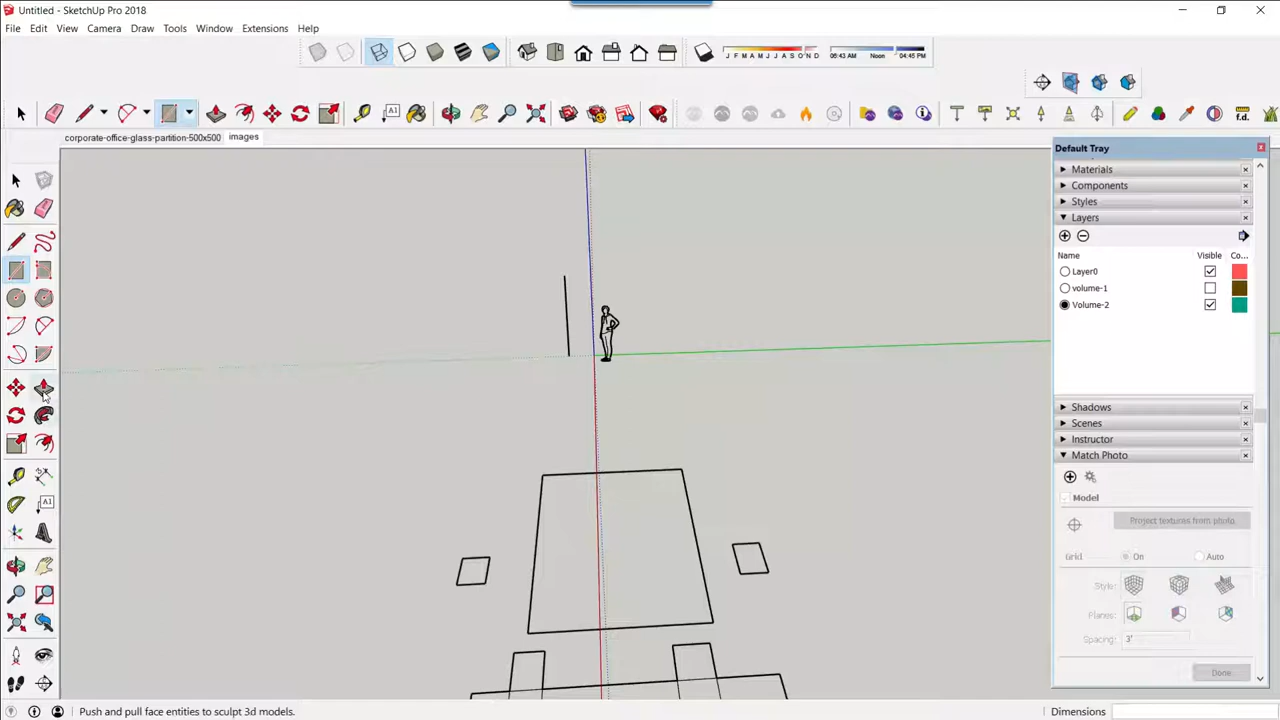 Untitled - SketchUp Pro 2018
File Edit View Camera Draw Tools Window Extensions Help
J F M A M J J A S O N D 06:43 AM Noon 04:45 PM
A1 f.d.
corporate-office-glass-partition-500x500 images
Default Tray
Materials
Components
Styles
Layers
Name Visible Co...
Layer0
volume-1
Volume-2
A1
Shadows
Scenes
Instructor
Match Photo
Model
Project textures from photo.
Grid: On Auto
Style:
Planes:
Spacing: 3'
Done
Push and pull face entities to sculpt 3d models. Dimensions